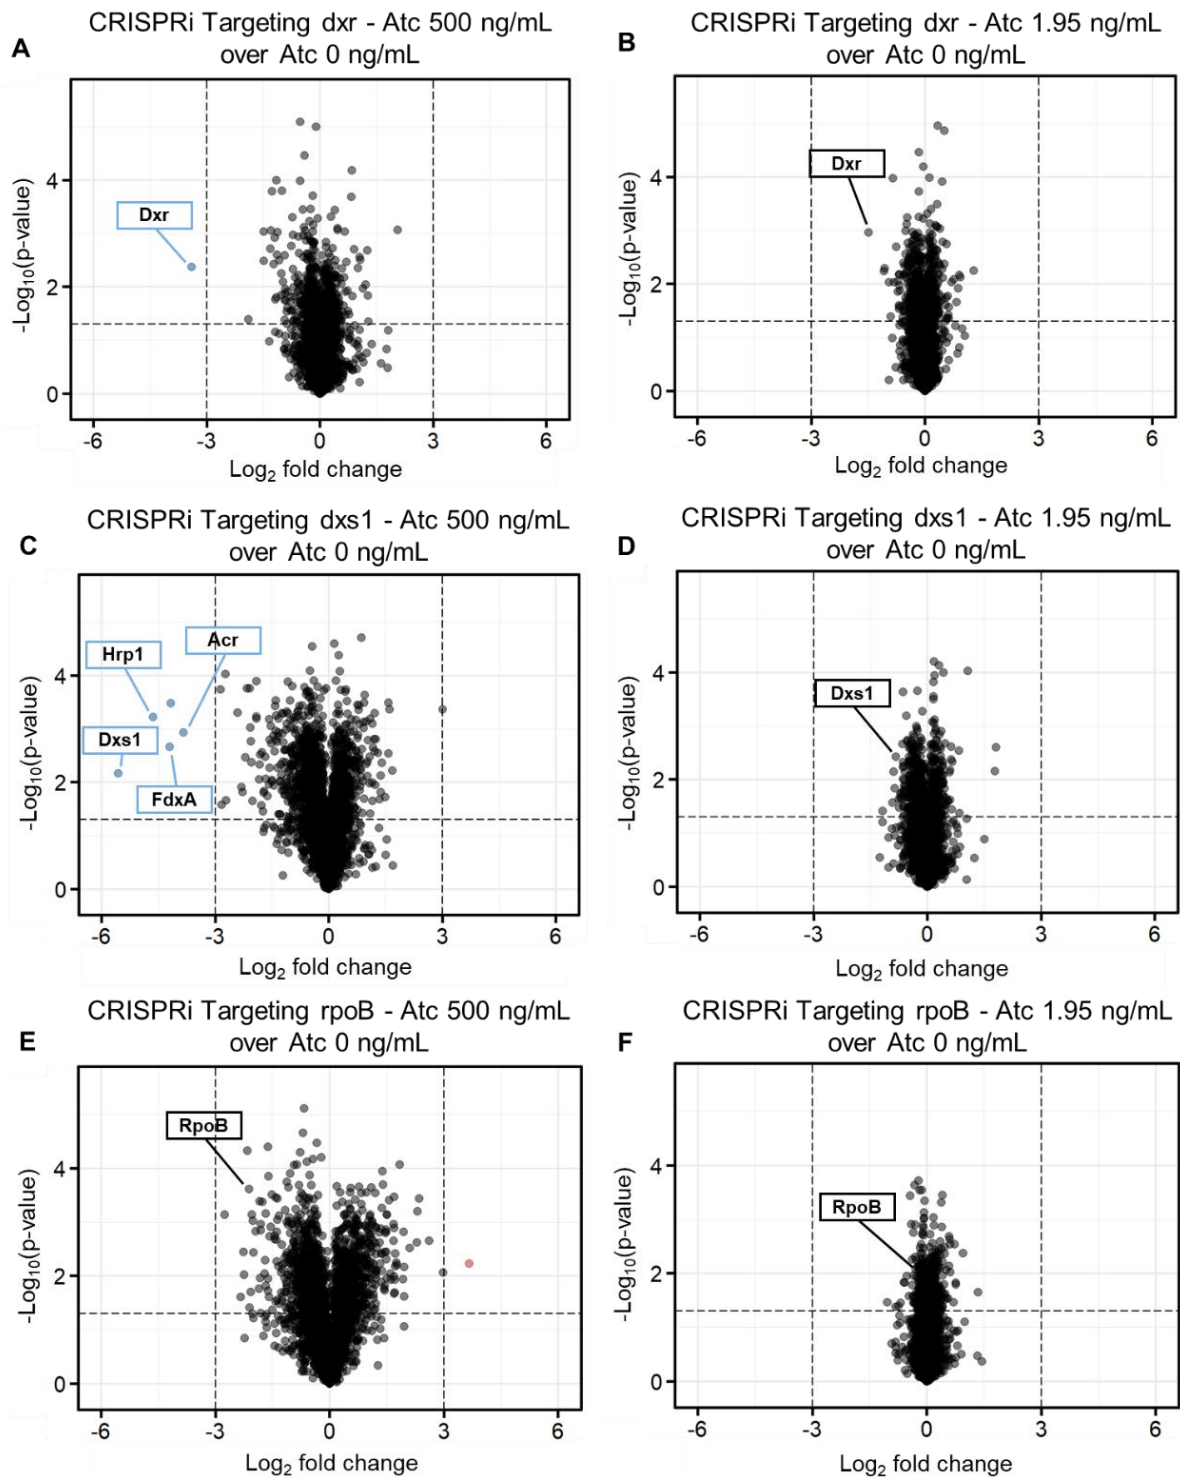 A
CRISPRi Targeting dxr - Atc 500 ng/mL
over Atc 0 ng/mL
-Log10(p-value)
4
2
0
Dxr
-6 -3 0 3 6
Log2 fold change
B
CRISPRi Targeting dxr - Atc 1.95 ng/mL
over Atc 0 ng/mL
-Log10(p-value)
4
2
0
Dxr
-6 -3 0 3 6
Log2 fold change
C
CRISPRi Targeting dxs1 - Atc 500 ng/mL
over Atc 0 ng/mL
-Log10(p-value)
4
2
0
Acr
Hrp1
Dxs1
FdxA
-6 -3 0 3 6
Log2 fold change
D
CRISPRi Targeting dxs1 - Atc 1.95 ng/mL
over Atc 0 ng/mL
-Log10(p-value)
4
2
0
Dxs1
-6 -3 0 3 6
Log2 fold change
E
CRISPRi Targeting rpoB - Atc 500 ng/mL
over Atc 0 ng/mL
-Log10(p-value)
4
2
0
RpoB
-6 -3 0 3 6
Log2 fold change
F
CRISPRi Targeting rpoB - Atc 1.95 ng/mL
over Atc 0 ng/mL
-Log10(p-value)
4
2
0
RpoB
-6 -3 0 3 6
Log2 fold change